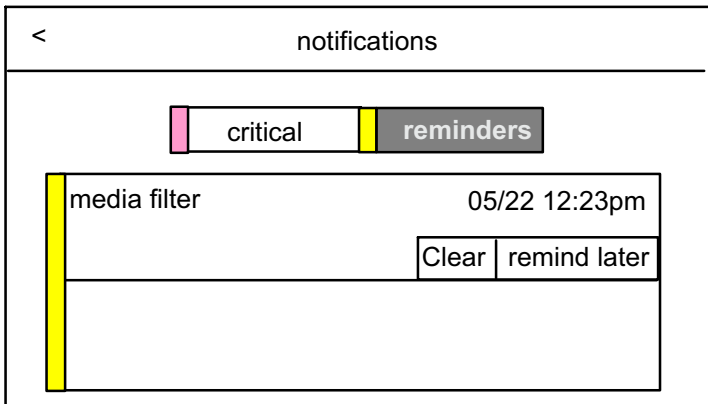 < notifications
critical reminders
media filter 05/22 12:23pm
Clear remind later